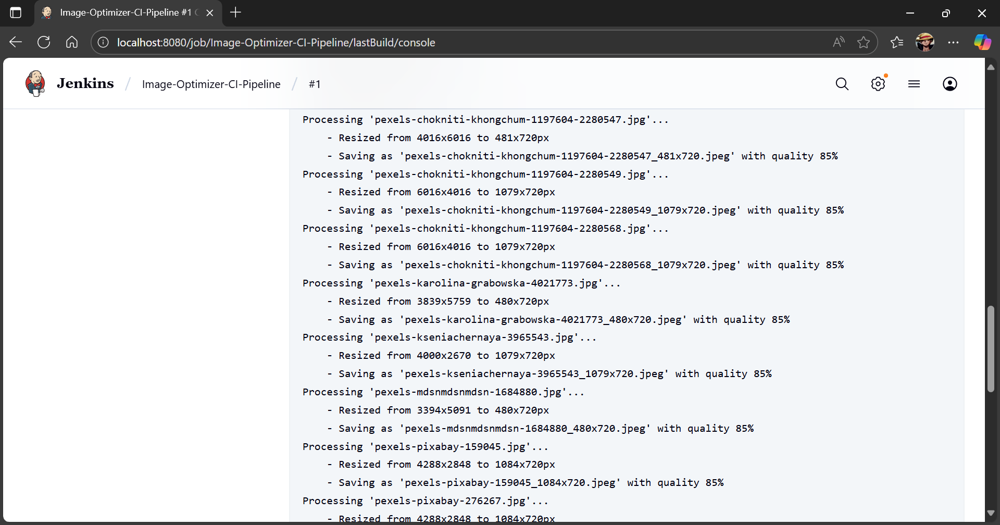 Image-Optimizer-CI-Pipeline #1
localhost:8080/job/Image-Optimizer-CI-Pipeline/lastBuild/console
Jenkins / Image-Optimizer-CI-Pipeline / #1
Processing 'pexels-chokniti-khongchum-1197604-2280547.jpg'...
- Resized from 4016x6016 to 481x720px
- Saving as 'pexels-chokniti-khongchum-1197604-2280547_481x720.jpeg' with quality 85%
Processing 'pexels-chokniti-khongchum-1197604-2280549.jpg'...
- Resized from 6016x4016 to 1079x720px
- Saving as 'pexels-chokniti-khongchum-1197604-2280549_1079x720.jpeg' with quality 85%
Processing 'pexels-chokniti-khongchum-1197604-2280568.jpg'...
- Resized from 6016x4016 to 1079x720px
- Saving as 'pexels-chokniti-khongchum-1197604-2280568_1079x720.jpeg' with quality 85%
Processing 'pexels-karolina-grabowska-4021773.jpg'...
- Resized from 3839x5759 to 480x720px
- Saving as 'pexels-karolina-grabowska-4021773_480x720.jpeg' with quality 85%
Processing 'pexels-kseniachernaya-3965543.jpg'...
- Resized from 4000x2670 to 1079x720px
- Saving as 'pexels-kseniachernaya-3965543_1079x720.jpeg' with quality 85%
Processing 'pexels-mdsnmdsnmdsn-1684880.jpg'...
- Resized from 3394x5091 to 480x720px
- Saving as 'pexels-mdsnmdsnmdsn-1684880_480x720.jpeg' with quality 85%
Processing 'pexels-pixabay-159045.jpg'...
- Resized from 4288x2848 to 1084x720px
- Saving as 'pexels-pixabay-159045_1084x720.jpeg' with quality 85%
Processing 'pexels-pixabay-276267.jpg'...
- Resized from 4288x2848 to 1084x720px